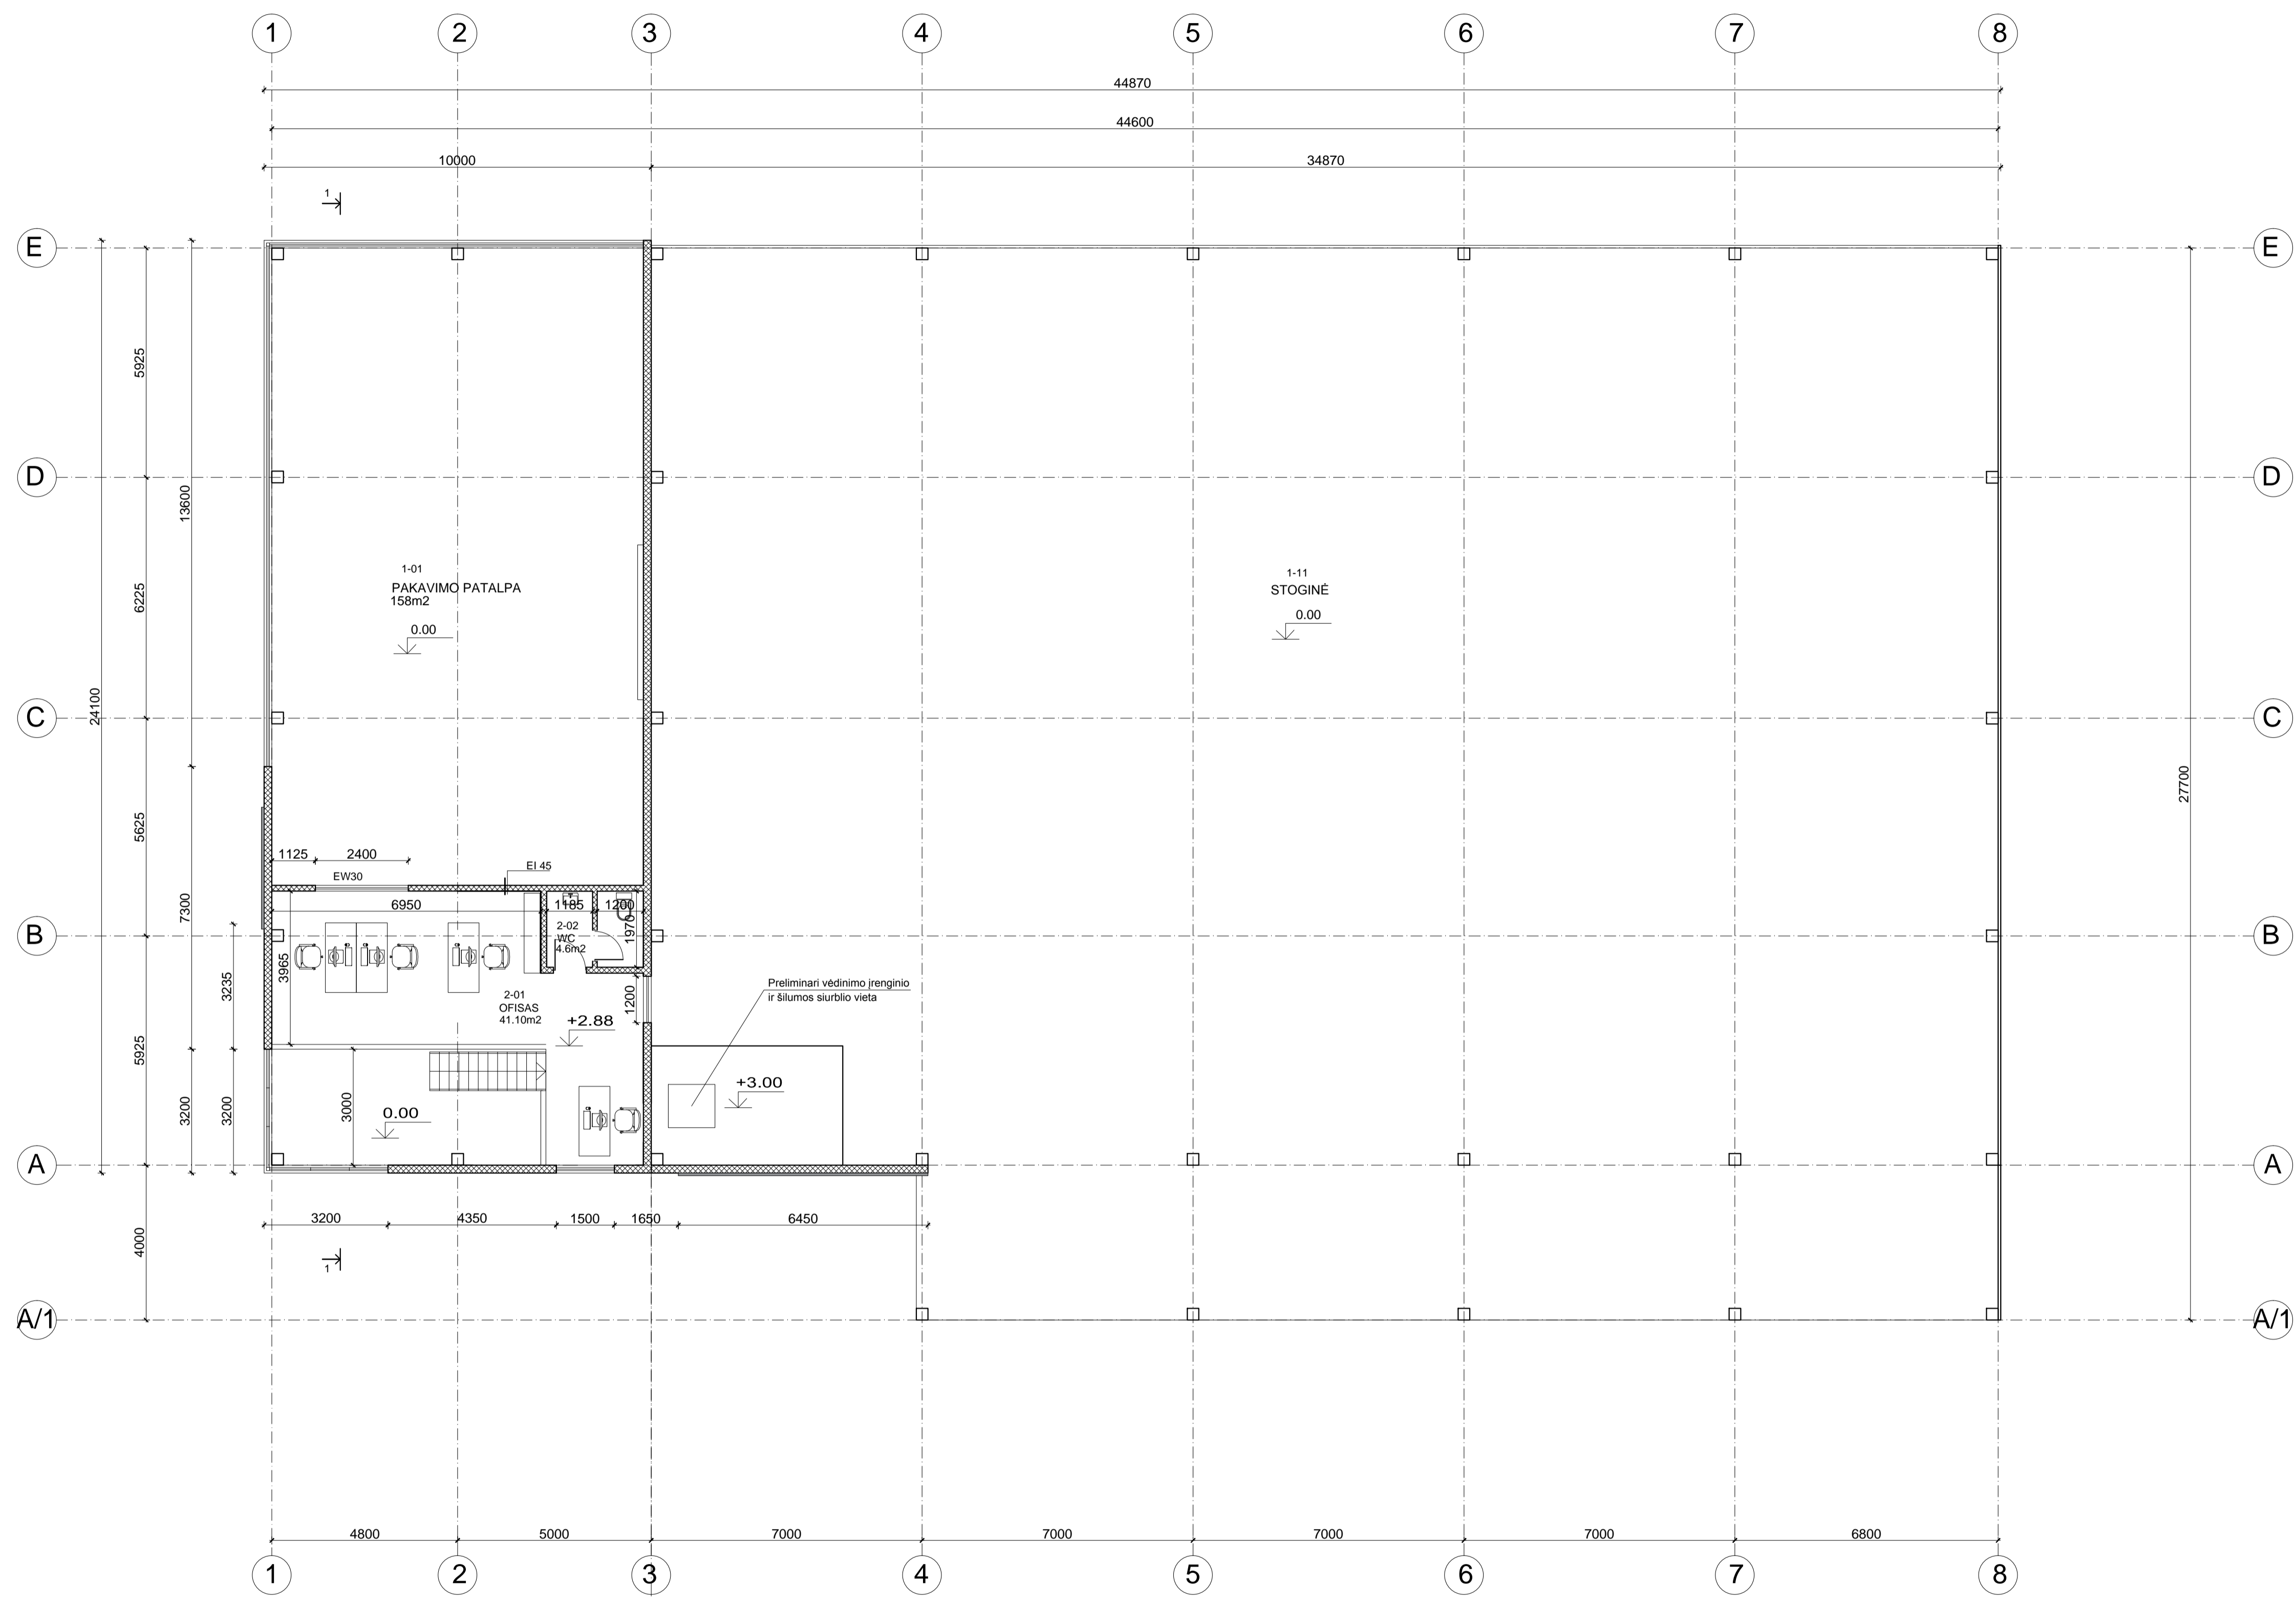 1 2 3 4 5 6 7 8
44870
44600
10000 34870
1
E E
5925
D D
13600
1-01
PAKAVIMO PATALPA
158m2
0.00
1-11
STOGINĖ
0.00
6225
24100
C C
27700
5625
1125 2400
EI 45
EW30
7300
6950 1185 1200
1970
2-02
WC
4.6m2
B B
3965
3235
2-01
OFISAS
41.10m2
+2.88
1200
Preliminari vėdinimo įrenginio
ir šilumos siurblio vieta
5925
+3.00
3200
3200
3000
0.00
A A
3200 4350 1500 1650 6450
4000
1
A/1 A/1
4800 5000 7000 7000 7000 7000 6800
1 2 3 4 5 6 7 8